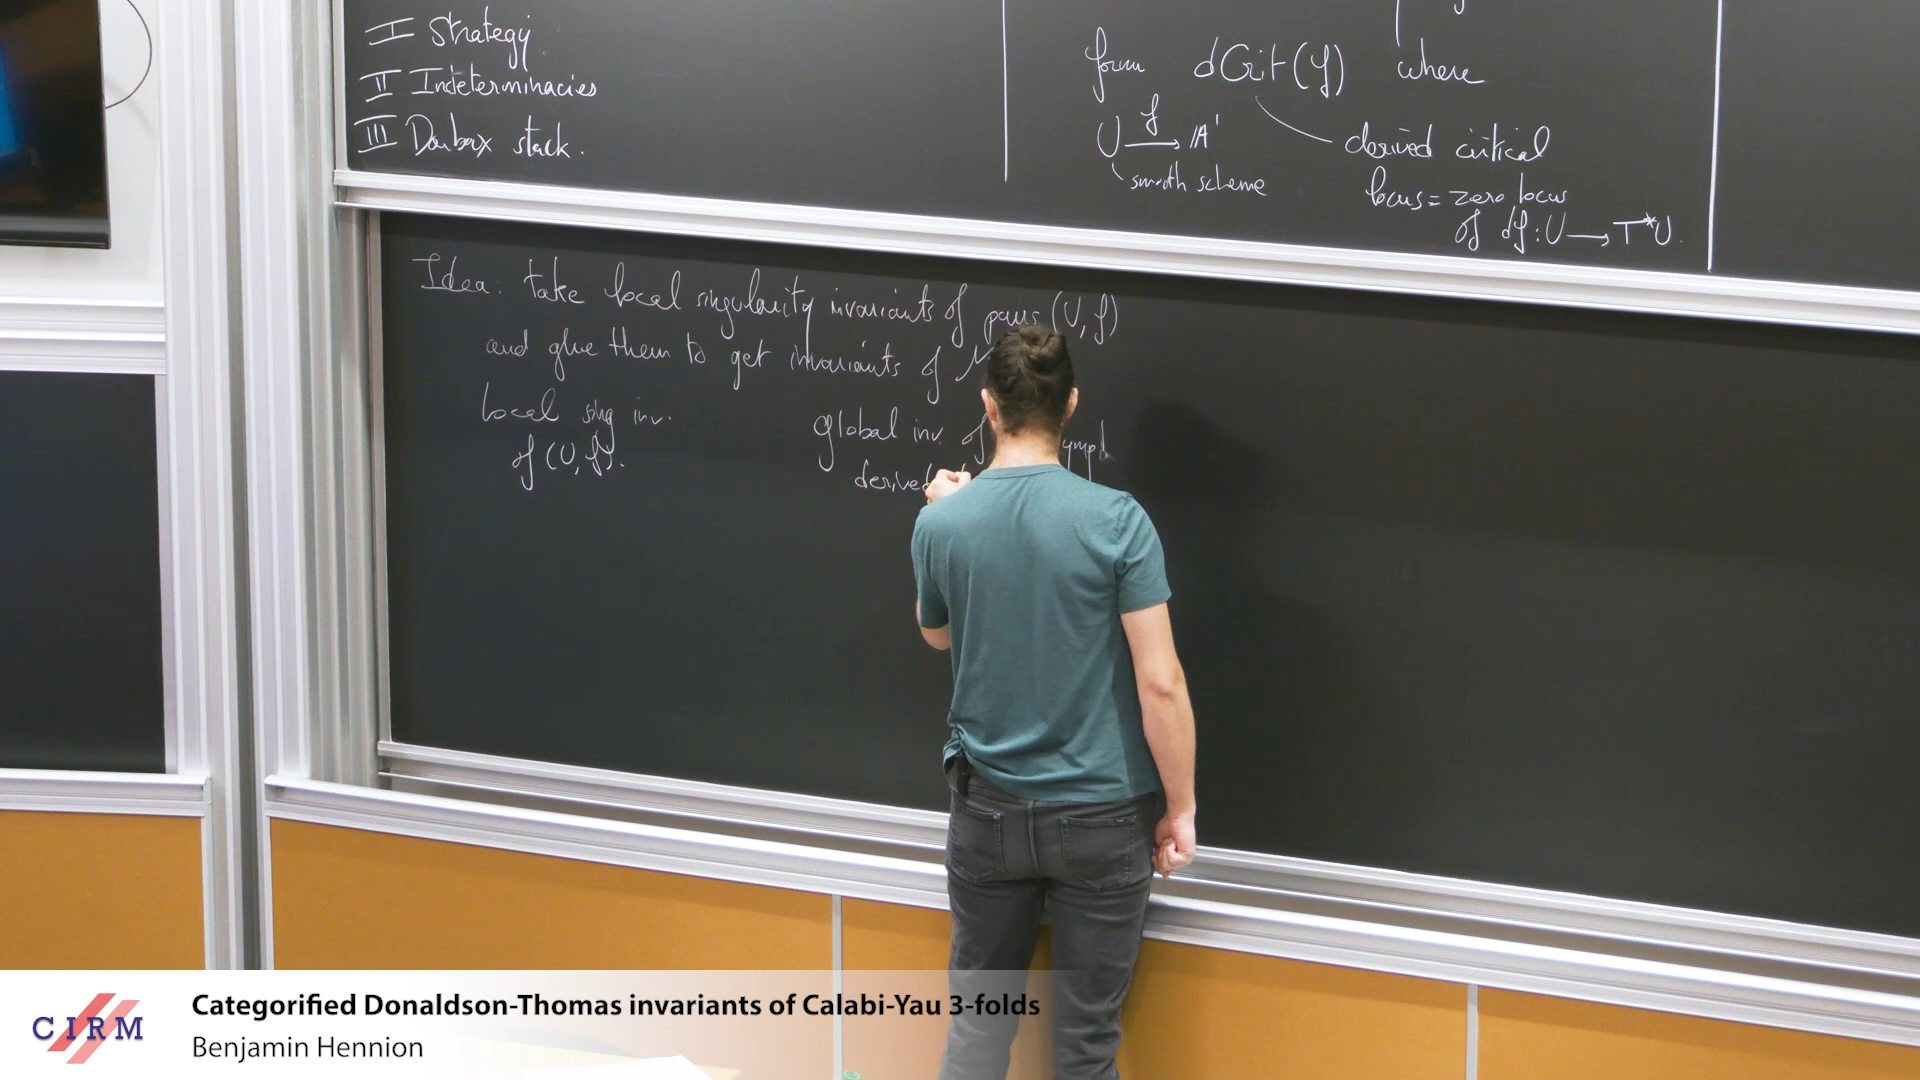 I Strategy.
II Indeterminacies
III Darboux stack.
form dCrit(f) where
U f→ A¹
smooth scheme
derived critical
locus = zero locus
of df : U → T*U.
Idea: take local singularity invariants of pairs (U, f)
and glue them to get invariants of
local sing inv.
of (U, f).
global inv. of sympl
derived
CIRM
Categorified Donaldson-Thomas invariants of Calabi-Yau 3-folds
Benjamin Hennion